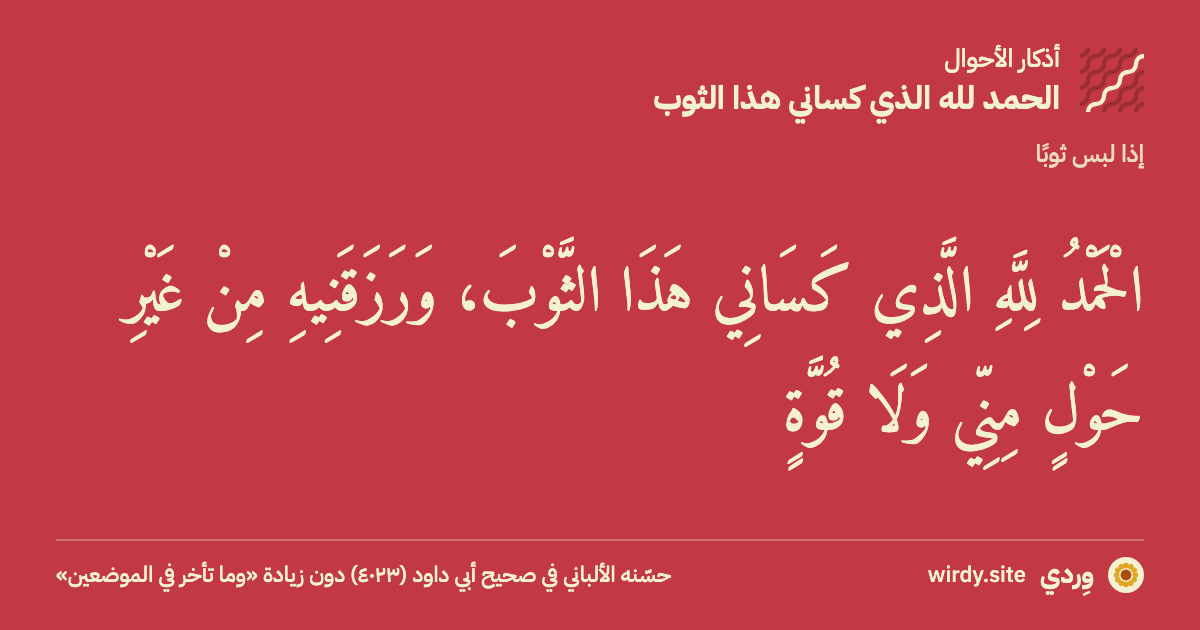 أذكار الأحوال
الحمد لله الذي كساني هذا الثوب
إذا لبس ثوبًا
الْحَمْدُ لِلَّهِ الَّذِي كَسَانِي هَذَا الثَّوْبَ، وَرَزَقَنِيهِ مِنْ غَيْرِ
حَوْلٍ مِنِّي وَلَا قُوَّةٍ
وِردي wirdy.site
حسّنه الألباني في صحيح أبي داود (٤٠٢٣) دون زيادة «وما تأخر في الموضعين»